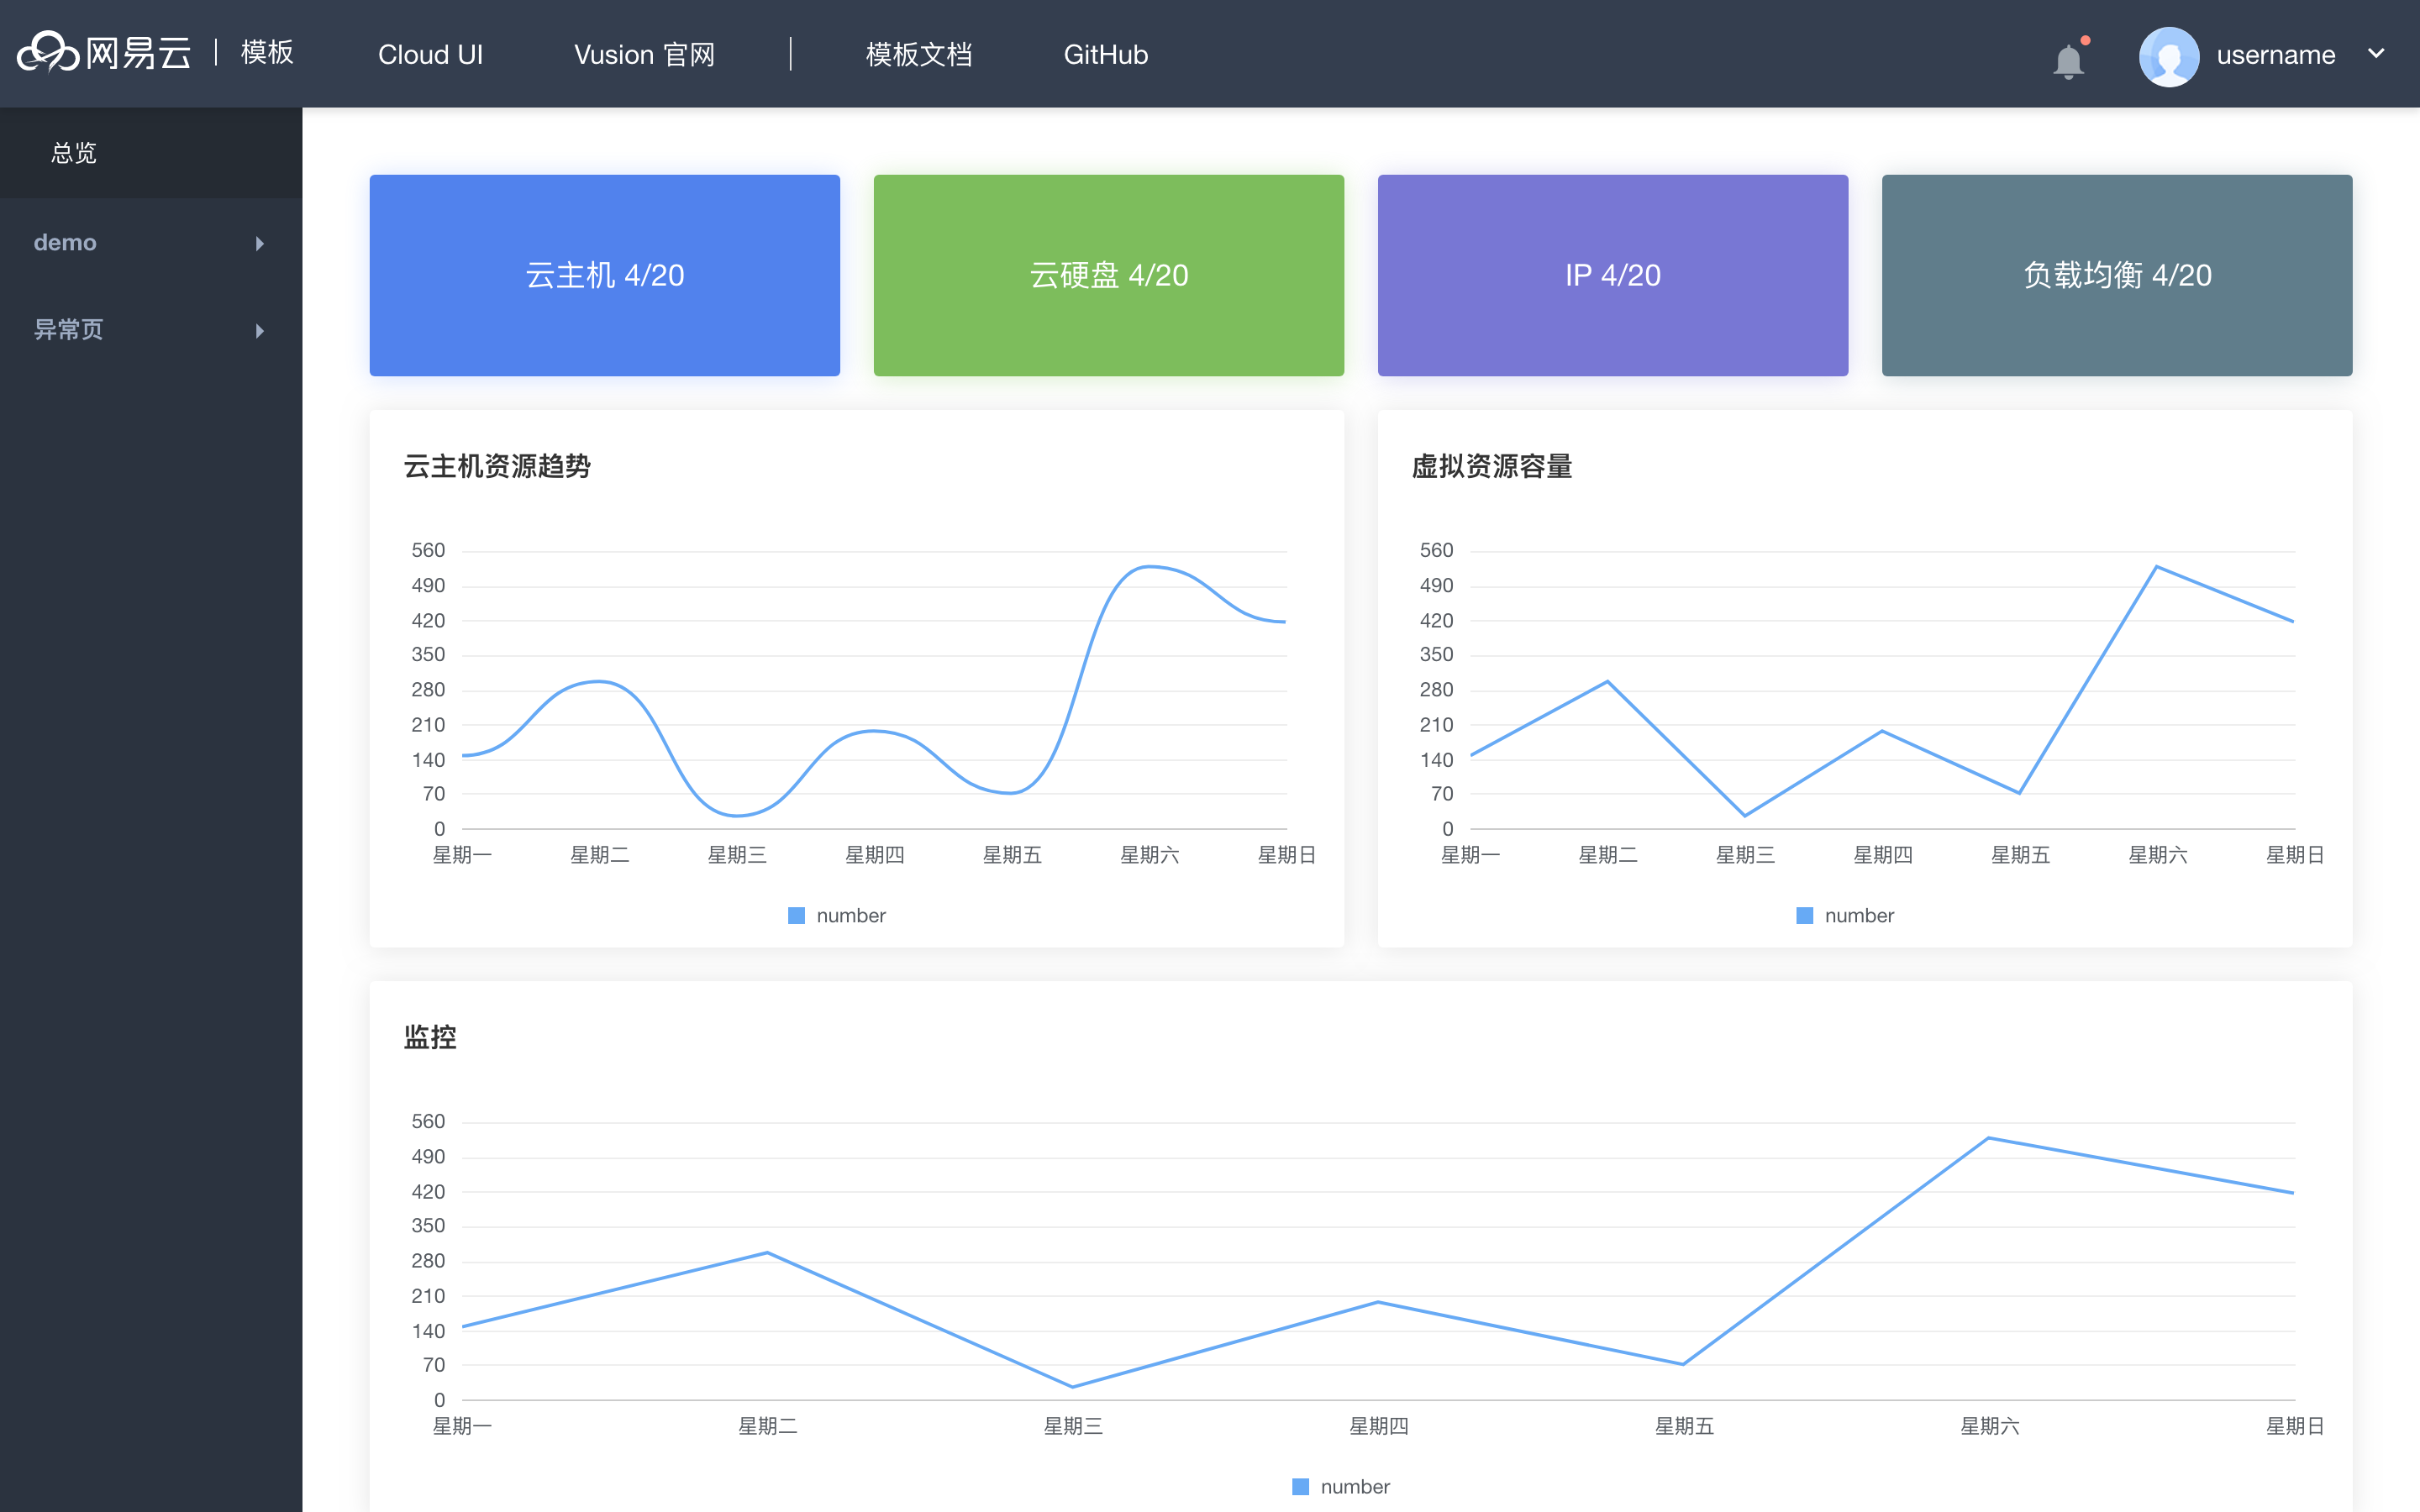 网易云 | 模板 Cloud UI Vusion 官网 | 模板文档 GitHub username
总览
demo
异常页
云主机 4/20
云硬盘 4/20
IP 4/20
负载均衡 4/20
云主机资源趋势
560
490
420
350
280
210
140
70
0
星期一 星期二 星期三 星期四 星期五 星期六 星期日
number
虚拟资源容量
560
490
420
350
280
210
140
70
0
星期一 星期二 星期三 星期四 星期五 星期六 星期日
number
监控
560
490
420
350
280
210
140
70
0
星期一 星期二 星期三 星期四 星期五 星期六 星期日
number